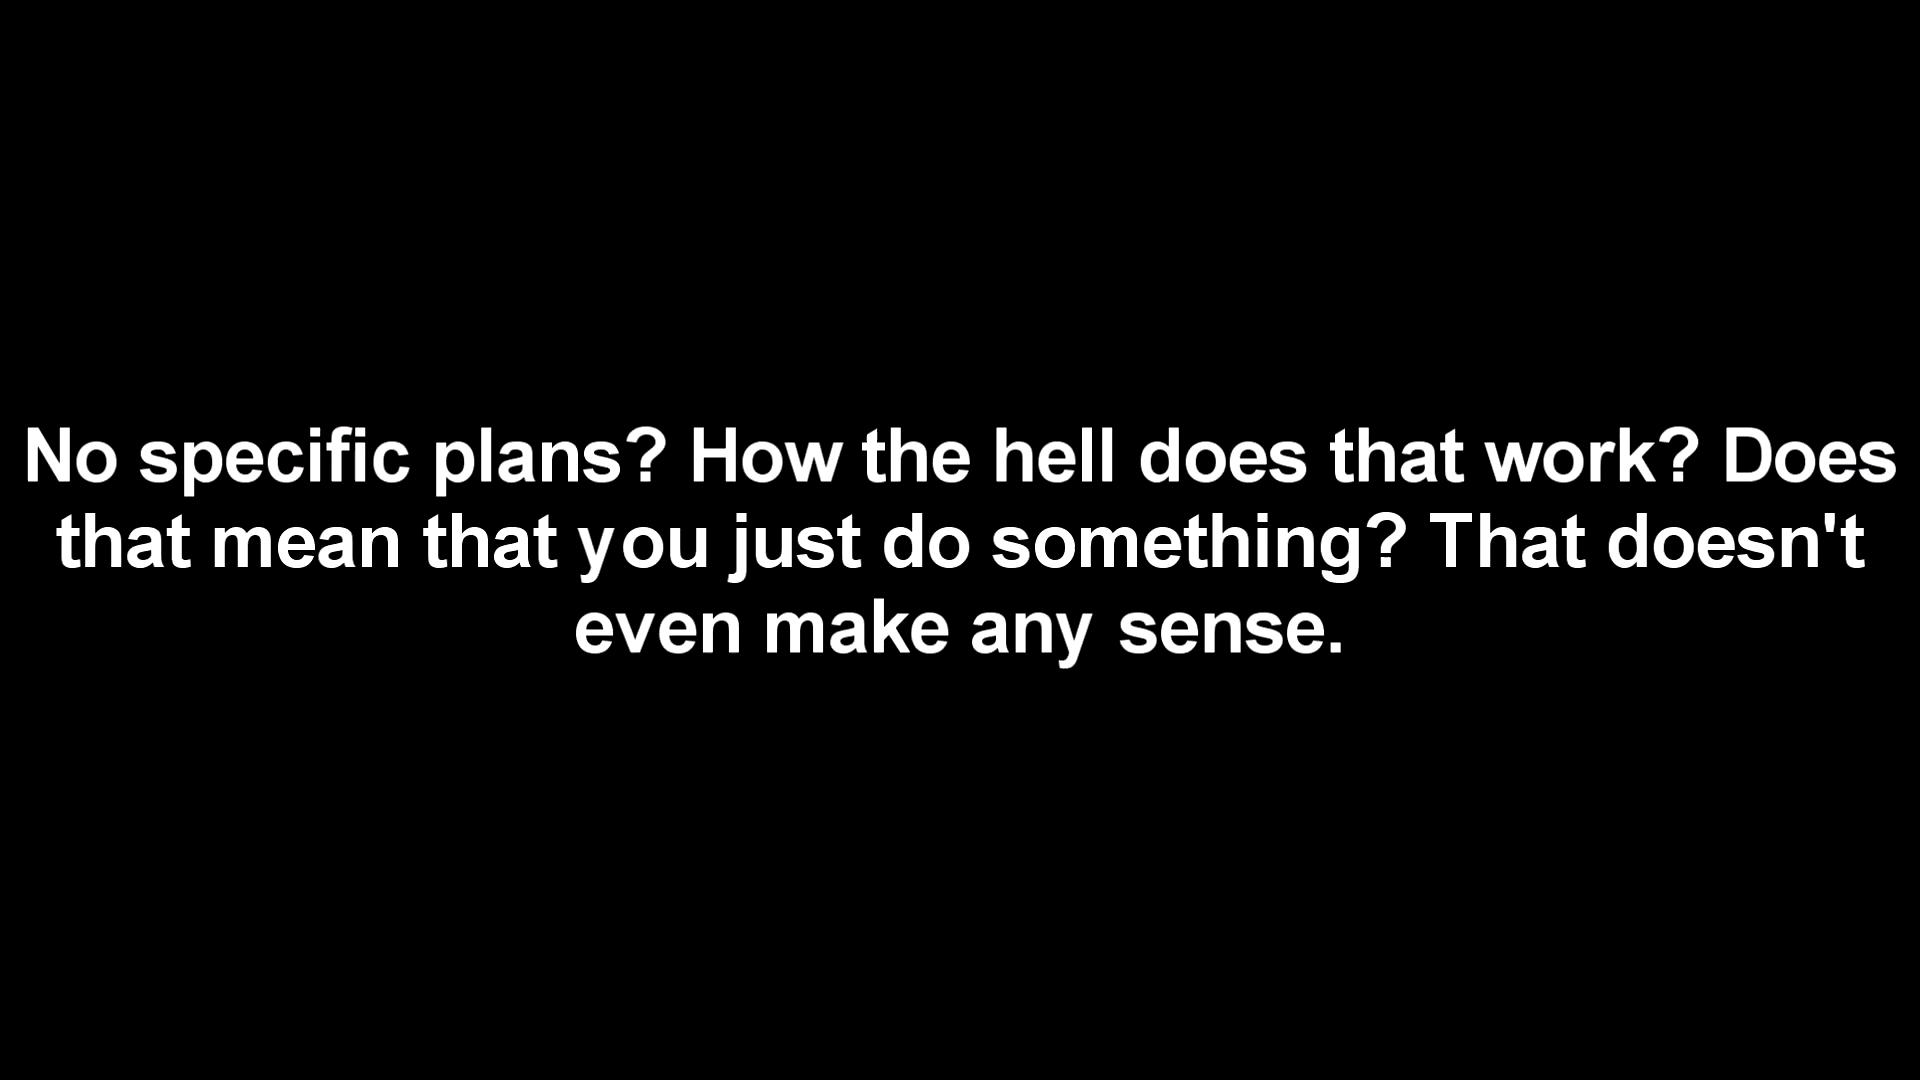 No specific plans? How the hell does that work? Does
that mean that you just do something? That doesn't
even make any sense.